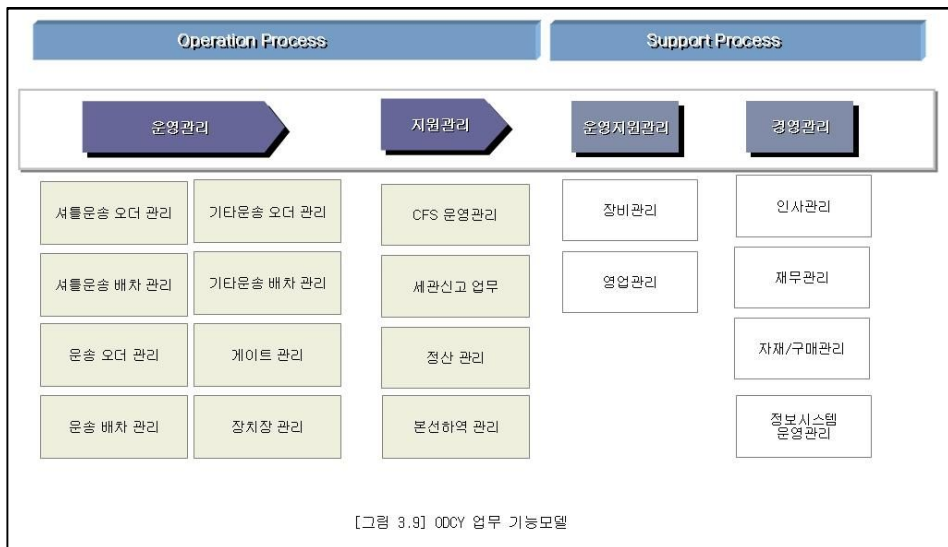 Operation Process
Support Process
운영관리
지원관리
운영지원관리
경영관리
셔틀운송 오더 관리
기타운송 오더 관리
CFS 운영관리
장비관리
인사관리
셔틀운송 배차 관리
기타운송 배차 관리
세관신고 업무
영업관리
재무관리
운송 오더 관리
게이트 관리
정산 관리
자재/구매관리
운송 배차 관리
장치장 관리
본선하역 관리
정보시스템
운영관리
[그림 3.9] ODCY 업무 기능모델